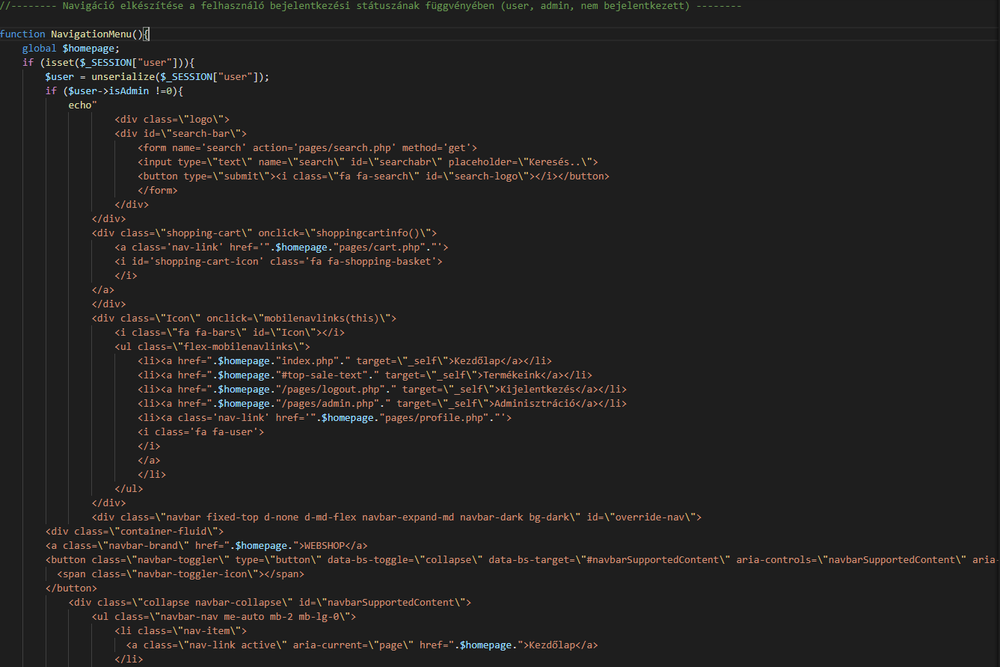 //-------- Navigáció elkészítése a felhasználó bejelentkezési státuszának függvényében (user, admin, nem bejelentkezett) --------
function NavigationMenu(){
global $homepage;
if (isset($_SESSION["user"])){
$user = unserialize($_SESSION["user"]);
if ($user->isAdmin !=0){
echo"
<div class=\"logo\">
<div id=\"search-bar\">
<form name='search' action='pages/search.php' method='get'>
<input type=\"text\" name=\"search\" id=\"searchabr\" placeholder=\"Keresés..\">
<button type=\"submit\"><i class=\"fa fa-search\" id=\"search-logo\"></i></button>
</form>
</div>
</div>
<div class=\"shopping-cart\" onclick=\"shoppingcartinfo()\">
<a class='nav-link' href='".$homepage."pages/cart.php"."'>
<i id='shopping-cart-icon' class='fa fa-shopping-basket'>
</i>
</a>
</div>
<div class=\"Icon\" onclick=\"mobilenavlinks(this)\">
<i class=\"fa fa-bars\" id=\"Icon\"></i>
<ul class=\"flex-mobilenavlinks\">
<li><a href=".$homepage."index.php"." target=\"_self\">Kezdőlap</a></li>
<li><a href=".$homepage."#top-sale-text"." target=\"_self\">Termékeink</a></li>
<li><a href=".$homepage."/pages/logout.php"." target=\"_self\">Kijelentkezés</a></li>
<li><a href=".$homepage."/pages/admin.php"." target=\"_self\">Adminisztráció</a></li>
<li><a class='nav-link' href='".$homepage."pages/profile.php"."'>
<i class='fa fa-user'>
</i>
</a>
</li>
</ul>
</div>
<div class=\"navbar fixed-top d-none d-md-flex navbar-expand-md navbar-dark bg-dark\" id=\"override-nav\">
<div class=\"container-fluid\">
<a class=\"navbar-brand\" href=".$homepage.">WEBSHOP</a>
<button class=\"navbar-toggler\" type=\"button\" data-bs-toggle=\"collapse\" data-bs-target=\"#navbarSupportedContent\" aria-controls=\"navbarSupportedContent\" aria-
<span class=\"navbar-toggler-icon\"></span>
</button>
<div class=\"collapse navbar-collapse\" id=\"navbarSupportedContent\">
<ul class=\"navbar-nav me-auto mb-2 mb-lg-0\">
<li class=\"nav-item\">
<a class=\"nav-link active\" aria-current=\"page\" href=".$homepage.">Kezdőlap</a>
</li>